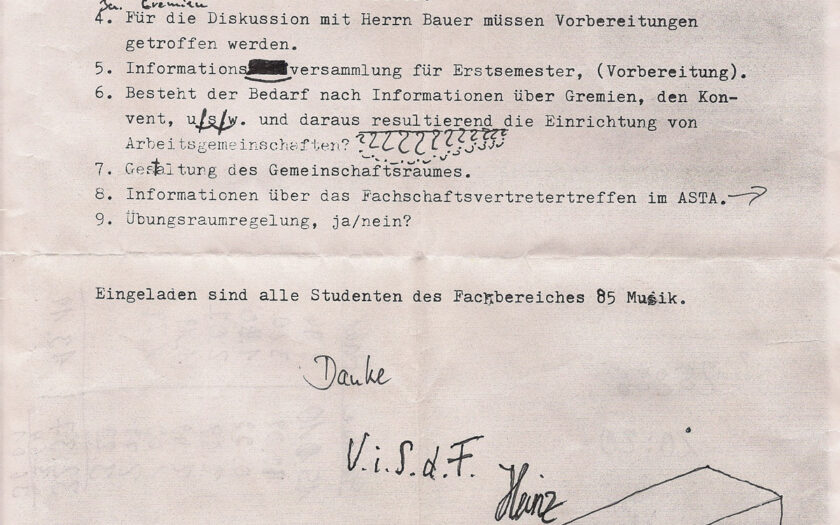 Gremien
4. Für die Diskussion mit Herrn Bauer müssen Vorbereitungen
getroffen werden.
5. Informations versammlung für Erstsemester, (Vorbereitung).
6. Besteht der Bedarf nach Informationen über Gremien, den Kon-
vent, u/s/w. und daraus resultierend die Einrichtung von
Arbeitsgemeinschaften? ????????????
7. Gestaltung des Gemeinschaftsraumes.
8. Informationen über das Fachschaftsvertretertreffen im ASTA.→
9. Übungsraumregelung, ja/nein?
Eingeladen sind alle Studenten des Fachbereiches 85 Musik.
Danke
V.i.S.d.F.
Heinz